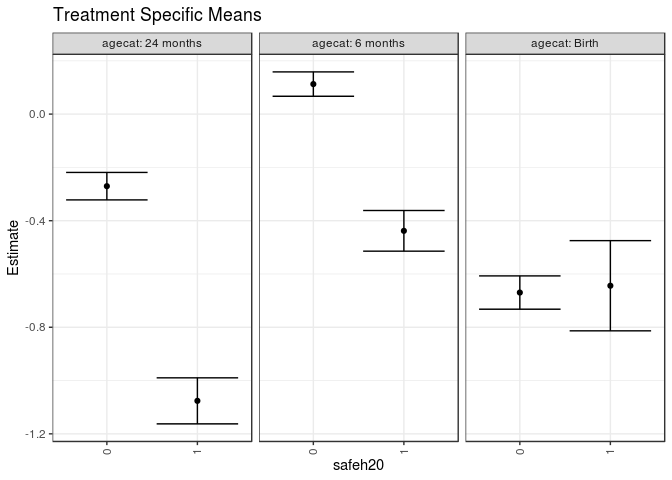 Treatment Specific Means
agecat: 24 months
agecat: 6 months
agecat: Birth
Estimate
0.0
-0.4
-0.8
-1.2
0
1
0
1
0
1
safeh20